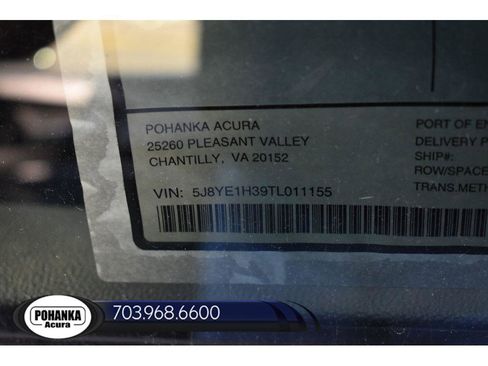 POHANKA ACURA
25260 PLEASANT VALLEY
CHANTILLY, VA 20152
VIN: 5J8YE1H39TL011155
PORT OF EN
DELIVERY P
SHIP#:
ROW/SPACE
TRANS.METH
POHANKA
Acura
703.968.6600